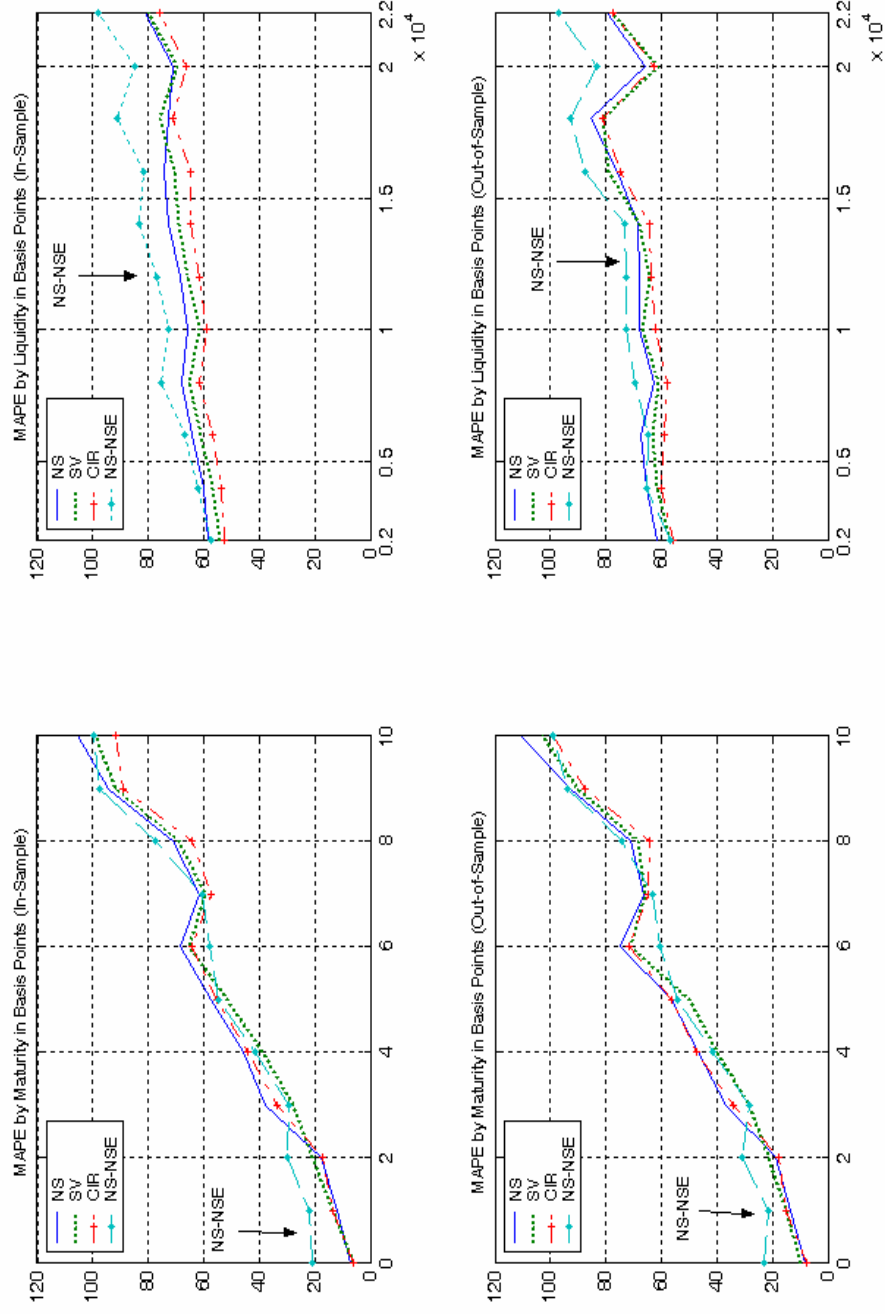 MAPE by Maturity in Basis Points (In-Sample)
120
100
80
60
40
20
0
NS
SV
CIR
NS-NSE
NS-NSE
0
2
4
6
8
10
MAPE by Liquidity in Basis Points (In-Sample)
120
100
80
60
40
20
0
NS
SV
CIR
NS-NSE
NS-NSE
0.2
0.5
1
1.5
2
2.2
x 10^4
MAPE by Maturity in Basis Points (Out-of-Sample)
120
100
80
60
40
20
0
NS
SV
CIR
NS-NSE
NS-NSE
0
2
4
6
8
10
MAPE by Liquidity in Basis Points (Out-of-Sample)
120
100
80
60
40
20
0
NS
SV
CIR
NS-NSE
NS-NSE
0.2
0.5
1
1.5
2
2.2
x 10^4